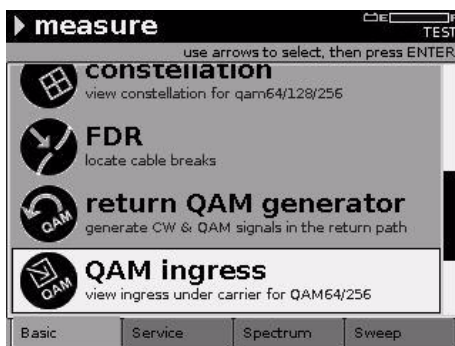 measure
E F
TEST
use arrows to select, then press ENTER
constellation
view constellation for qam64/128/256
FDR
locate cable breaks
QAM
return QAM generator
generate CW & QAM signals in the return path
QAM
QAM ingress
view ingress under carrier for QAM64/256
Basic Service Spectrum Sweep